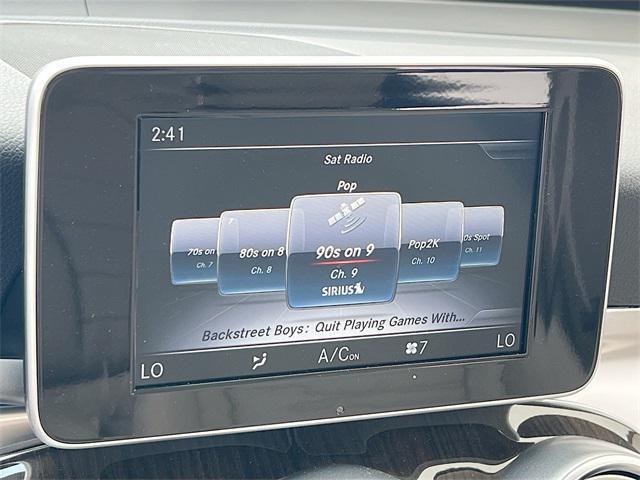 2:41
Sat Radio
Pop
70s on
Ch. 7
7
80s on 8
Ch. 8
90s on 9
Ch. 9
SIRIUS
Pop2K
Ch. 10
0s Spot
Ch. 11
Backstreet Boys: Quit Playing Games With...
LO
A/C ON
7
LO